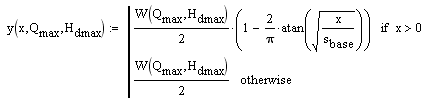 y(x,Q_max,H_dmax) := | W(Q_max,H_dmax)/2 · (1 − 2/π · atan(√(x/s_base))) if x > 0
W(Q_max,H_dmax)/2 otherwise